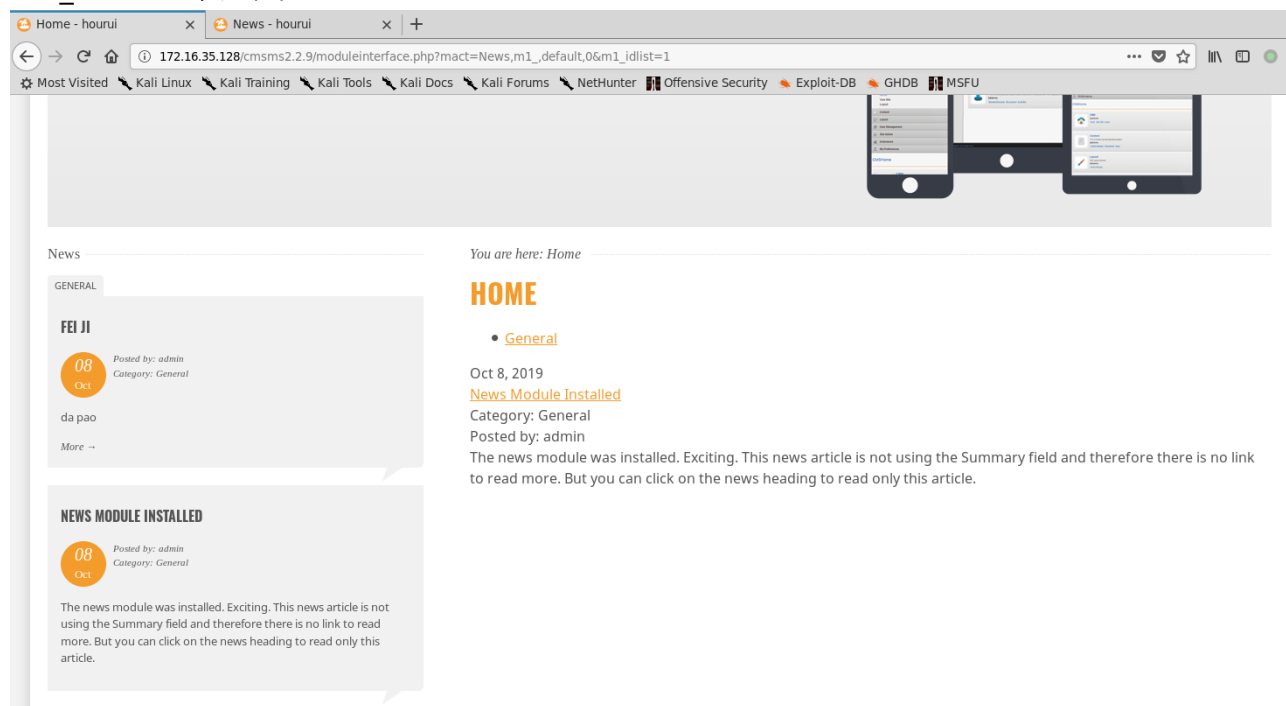 Home - hourui
News - hourui
172.16.35.128/cmsms2.2.9/moduleinterface.php?mact=News,m1_,default,0&m1_idlist=1
Most Visited Kali Linux Kali Training Kali Tools Kali Docs Kali Forums NetHunter Offensive Security Exploit-DB GHDB MSFU
News
GENERAL
FEI JI
08
Oct
Posted by: admin
Category: General
da pao
More →
NEWS MODULE INSTALLED
08
Oct
Posted by: admin
Category: General
The news module was installed. Exciting. This news article is not
using the Summary field and therefore there is no link to read
more. But you can click on the news heading to read only this
article.
You are here: Home
HOME
General
Oct 8, 2019
News Module Installed
Category: General
Posted by: admin
The news module was installed. Exciting. This news article is not using the Summary field and therefore there is no link
to read more. But you can click on the news heading to read only this article.